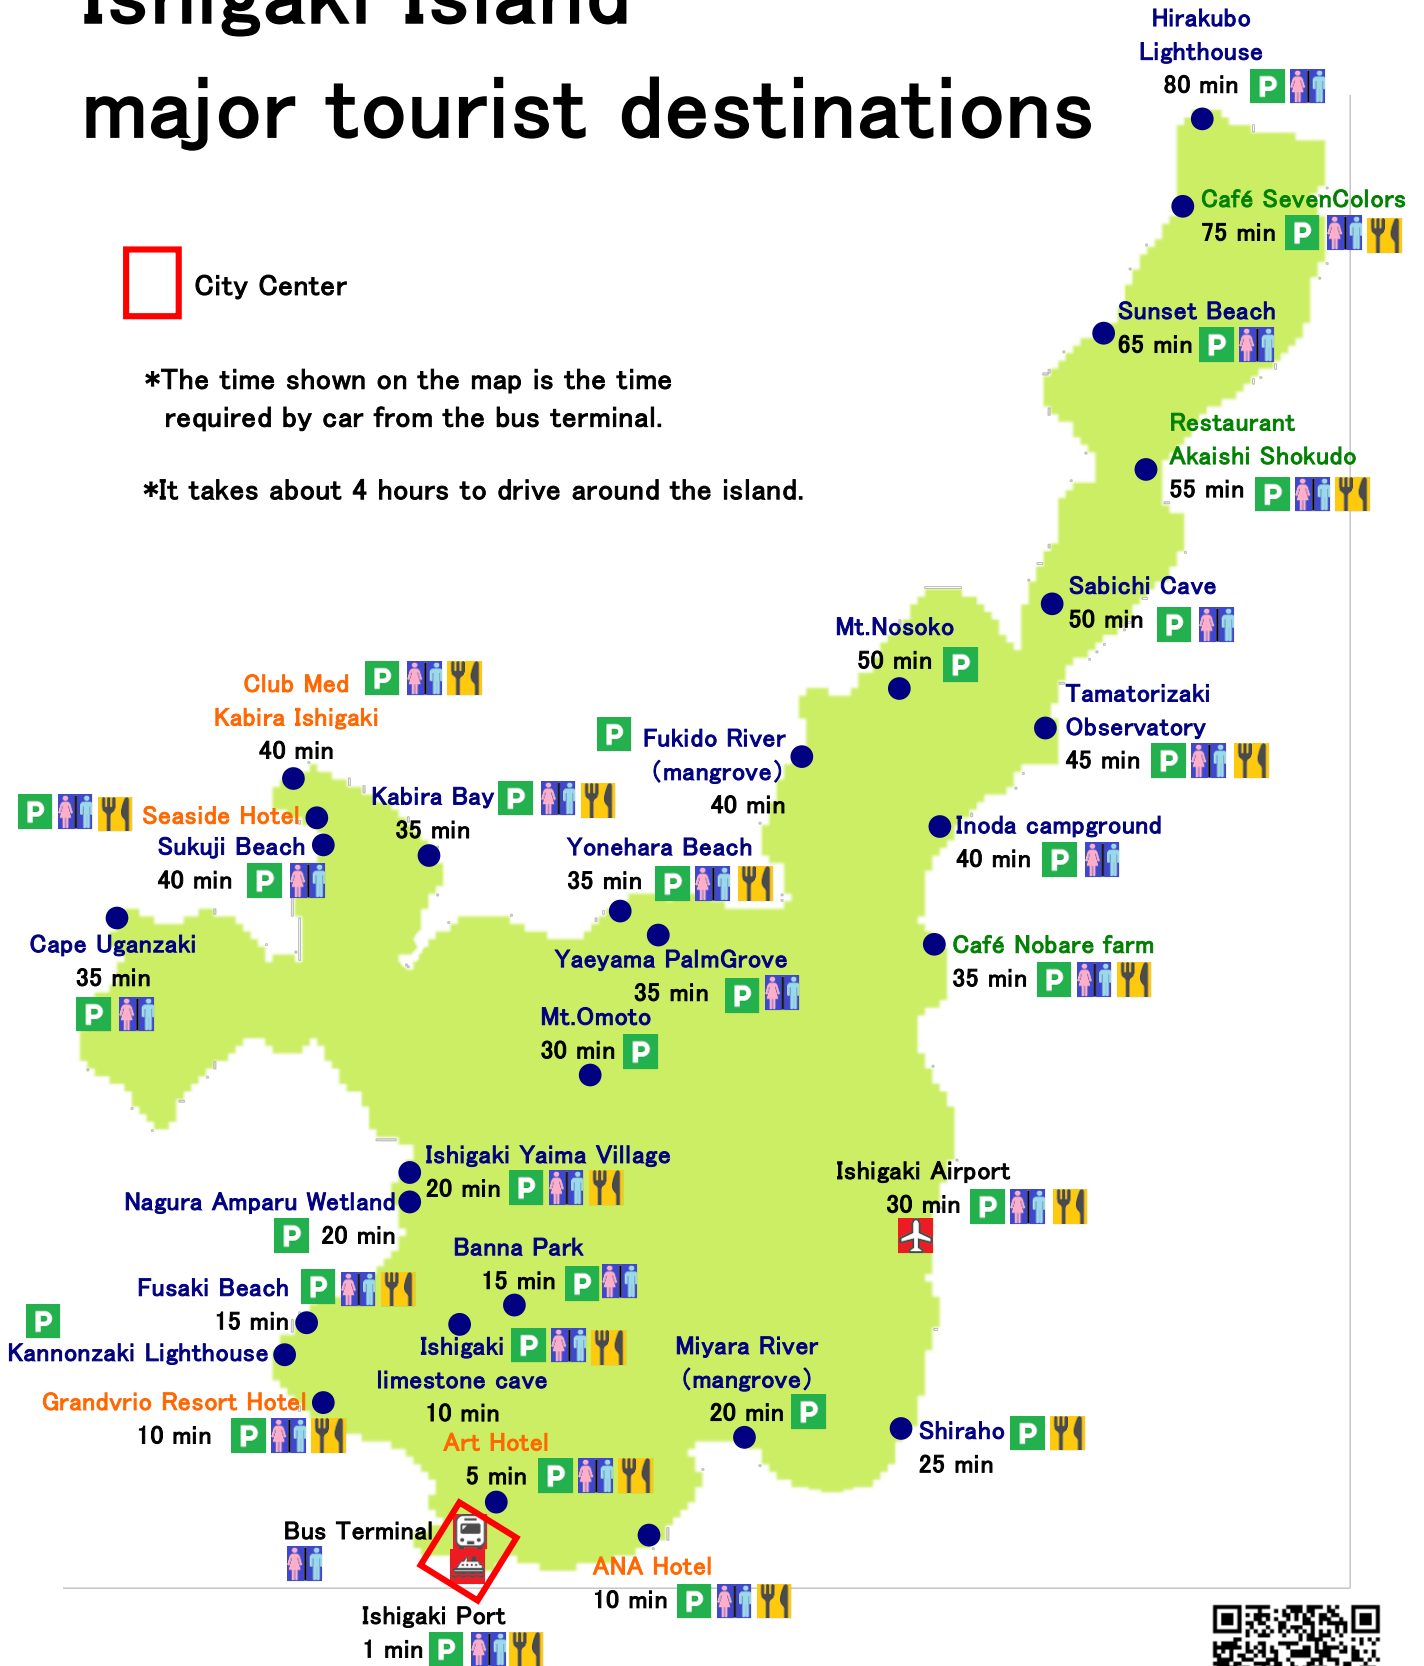 Ishigaki Island
major tourist destinations
Hirakubo
Lighthouse
80 min P
Café SevenColors
75 min P
City Center
Sunset Beach
65 min P
*The time shown on the map is the time
required by car from the bus terminal.
Restaurant
Akaishi Shokudo
55 min P
*It takes about 4 hours to drive around the island.
Sabichi Cave
50 min P
Mt.Nosoko
50 min P
Club Med P
Kabira Ishigaki
40 min
Tamatorizaki
Observatory
45 min P
P Fukido River
(mangrove)
40 min
Kabira Bay P
35 min
P Seaside Hotel
Sukuji Beach
40 min P
Inoda campground
40 min P
Yonehara Beach
35 min P
Cape Uganzaki
35 min
P
Yaeyama PalmGrove
35 min P
Café Nobare farm
35 min P
Mt.Omoto
30 min P
Ishigaki Yaima Village
20 min P
Nagura Amparu Wetland
P 20 min
Ishigaki Airport
30 min P
Banna Park
15 min P
Fusaki Beach P
15 min
P
Kannonzaki Lighthouse
Ishigaki P
limestone cave
10 min
Miyara River
(mangrove)
20 min P
Grandvrio Resort Hotel
10 min P
Shiraho P
25 min
Art Hotel
5 min P
Bus Terminal
ANA Hotel
10 min P
Ishigaki Port
1 min P